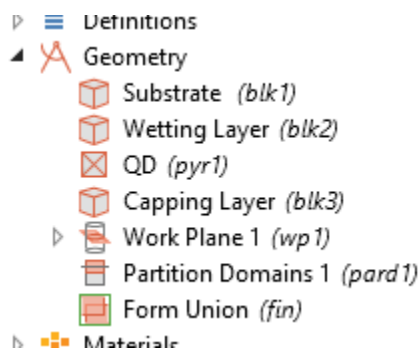 Definitions
Geometry
Substrate (blk1)
Wetting Layer (blk2)
QD (pyr1)
Capping Layer (blk3)
Work Plane 1 (wp1)
Partition Domains 1 (pard1)
Form Union (fin)
Materials